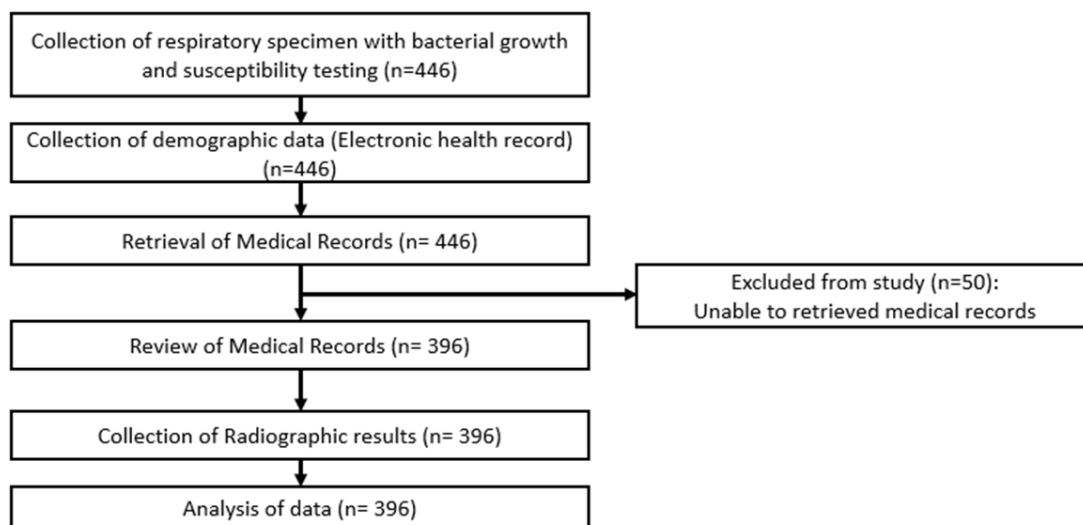 Collection of respiratory specimen with bacterial growth
and susceptibility testing (n=446)
Collection of demographic data (Electronic health record)
(n=446)
Retrieval of Medical Records (n= 446)
Excluded from study (n=50):
Unable to retrieved medical records
Review of Medical Records (n= 396)
Collection of Radiographic results (n= 396)
Analysis of data (n= 396)